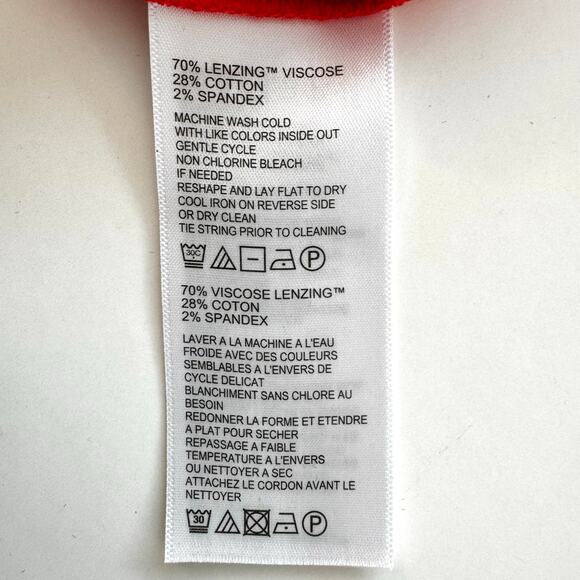 70% LENZING™ VISCOSE
28% COTTON
2% SPANDEX
MACHINE WASH COLD
WITH LIKE COLORS INSIDE OUT
GENTLE CYCLE
NON CHLORINE BLEACH
IF NEEDED
RESHAPE AND LAY FLAT TO DRY
COOL IRON ON REVERSE SIDE
OR DRY CLEAN
TIE STRING PRIOR TO CLEANING
30C P
70% VISCOSE LENZING™
28% COTON
2% SPANDEX
LAVER A LA MACHINE A L'EAU
FROIDE AVEC DES COULEURS
SEMBLABLES A L'ENVERS DE
CYCLE DELICAT
BLANCHIMENT SANS CHLORE AU
BESOIN
REDONNER LA FORME ET ETENDRE
A PLAT POUR SECHER
REPASSAGE A FAIBLE
TEMPERATURE A L'ENVERS
OU NETTOYER A SEC
ATTACHEZ LE CORDON AVANT LE
NETTOYER
30 P